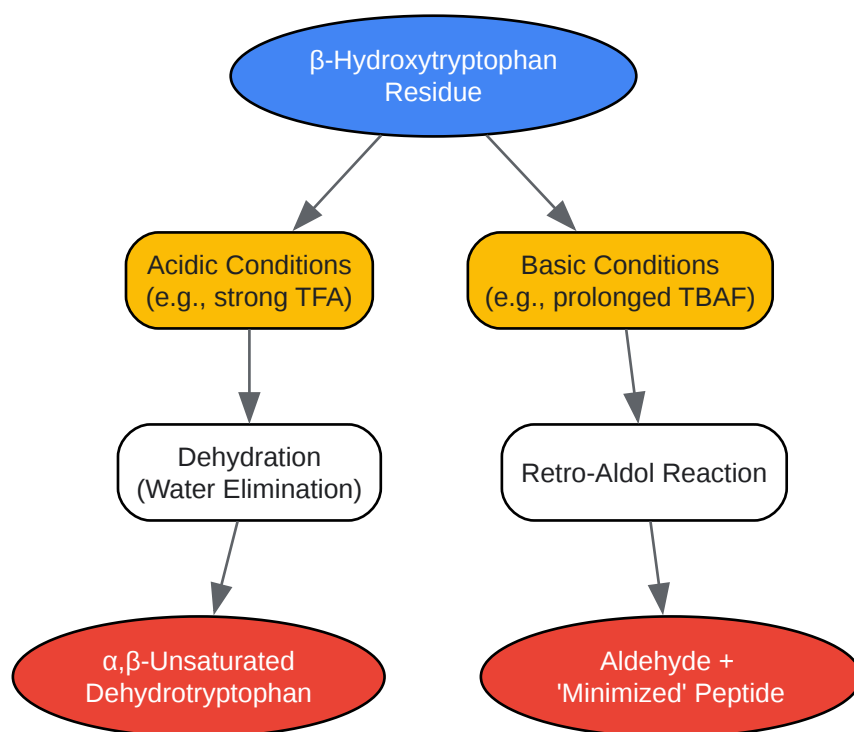 β-Hydroxytryptophan
Residue
Acidic Conditions
(e.g., strong TFA)
Basic Conditions
(e.g., prolonged TBAF)
Dehydration
(Water Elimination)
Retro-Aldol Reaction
α,β-Unsaturated
Dehydrotryptophan
Aldehyde +
'Minimized' Peptide